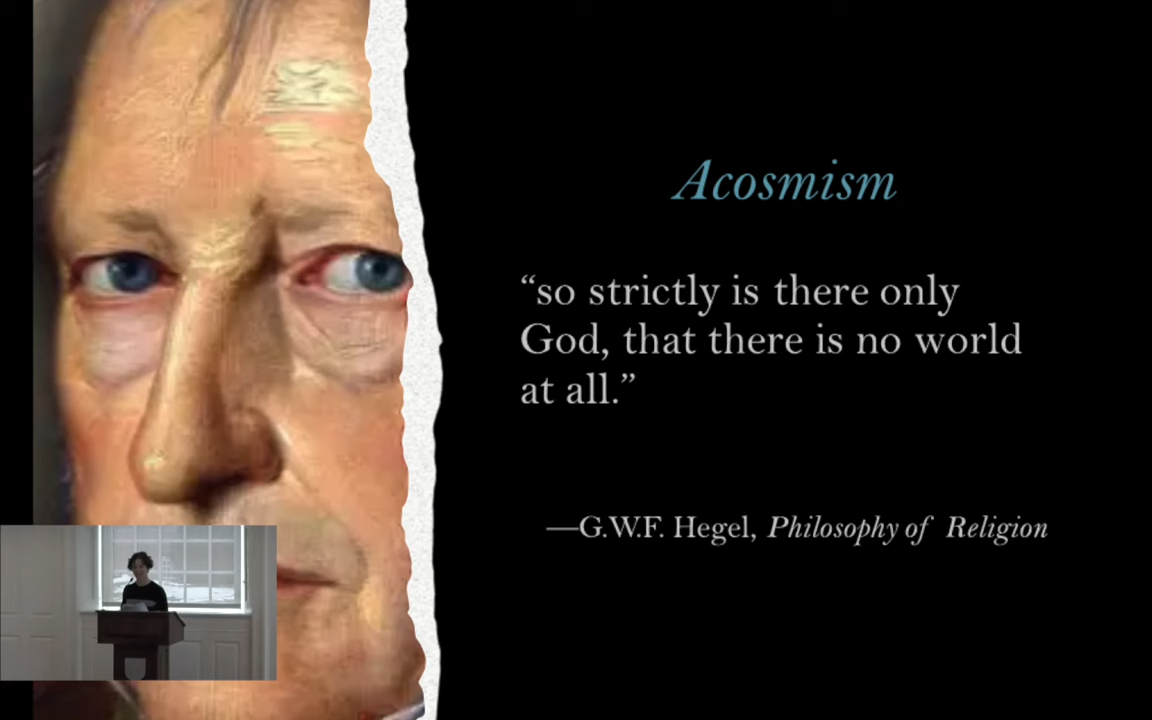 Acosmism
“so strictly is there only
God, that there is no world
at all.”
—G.W.F. Hegel, Philosophy of Religion